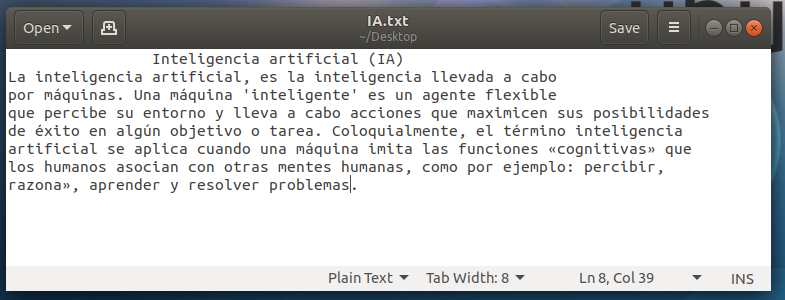 Open
IA.txt
~/Desktop
Save
Inteligencia artificial (IA)
La inteligencia artificial, es la inteligencia llevada a cabo
por máquinas. Una máquina 'inteligente' es un agente flexible
que percibe su entorno y lleva a cabo acciones que maximicen sus posibilidades
de éxito en algún objetivo o tarea. Coloquialmente, el término inteligencia
artificial se aplica cuando una máquina imita las funciones «cognitivas» que
los humanos asocian con otras mentes humanas, como por ejemplo: percibir,
razona», aprender y resolver problemas.
Plain Text Tab Width: 8 Ln 8, Col 39 INS